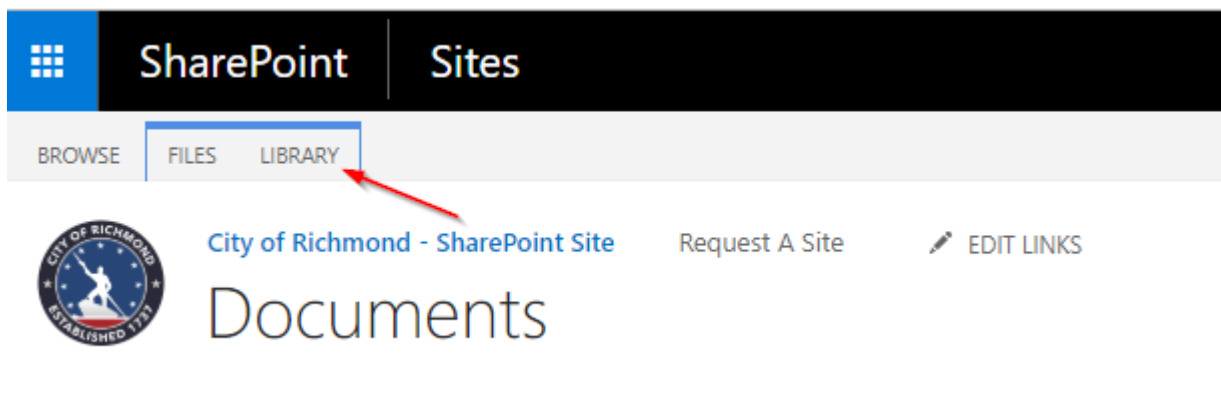 SharePoint Sites
BROWSE FILES LIBRARY
CITY OF RICHMOND
ESTABLISHED 1737
City of Richmond - SharePoint Site Request A Site EDIT LINKS
Documents